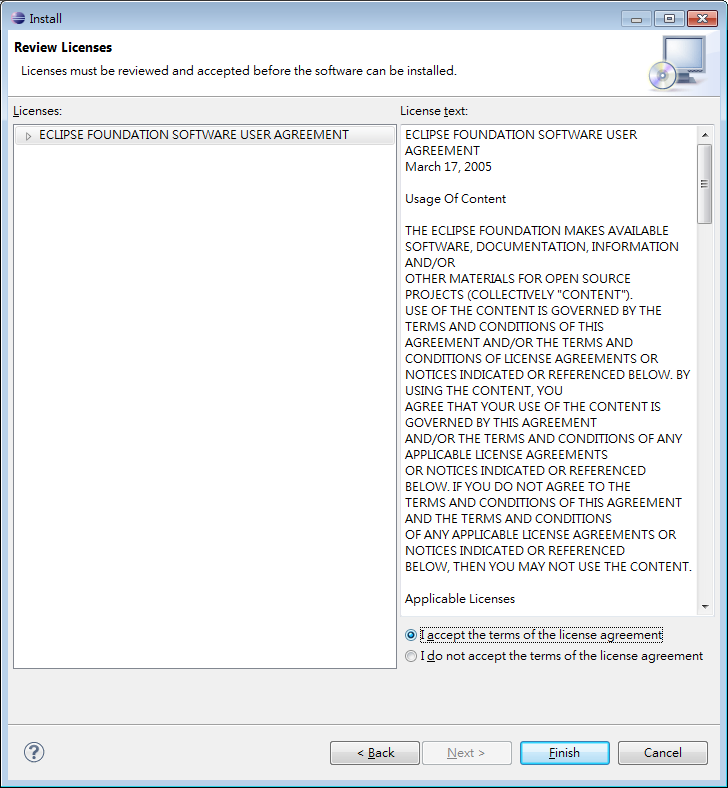 Install
Review Licenses
Licenses must be reviewed and accepted before the software can be installed.
Licenses:
ECLIPSE FOUNDATION SOFTWARE USER AGREEMENT
License text:
ECLIPSE FOUNDATION SOFTWARE USER
AGREEMENT
March 17, 2005
Usage Of Content
THE ECLIPSE FOUNDATION MAKES AVAILABLE
SOFTWARE, DOCUMENTATION, INFORMATION
AND/OR
OTHER MATERIALS FOR OPEN SOURCE
PROJECTS (COLLECTIVELY "CONTENT").
USE OF THE CONTENT IS GOVERNED BY THE
TERMS AND CONDITIONS OF THIS
AGREEMENT AND/OR THE TERMS AND
CONDITIONS OF LICENSE AGREEMENTS OR
NOTICES INDICATED OR REFERENCED BELOW. BY
USING THE CONTENT, YOU
AGREE THAT YOUR USE OF THE CONTENT IS
GOVERNED BY THIS AGREEMENT
AND/OR THE TERMS AND CONDITIONS OF ANY
APPLICABLE LICENSE AGREEMENTS
OR NOTICES INDICATED OR REFERENCED
BELOW. IF YOU DO NOT AGREE TO THE
TERMS AND CONDITIONS OF THIS AGREEMENT
AND THE TERMS AND CONDITIONS
OF ANY APPLICABLE LICENSE AGREEMENTS OR
NOTICES INDICATED OR REFERENCED
BELOW, THEN YOU MAY NOT USE THE CONTENT.
Applicable Licenses
I accept the terms of the license agreement
I do not accept the terms of the license agreement
?
< Back
Next >
Finish
Cancel